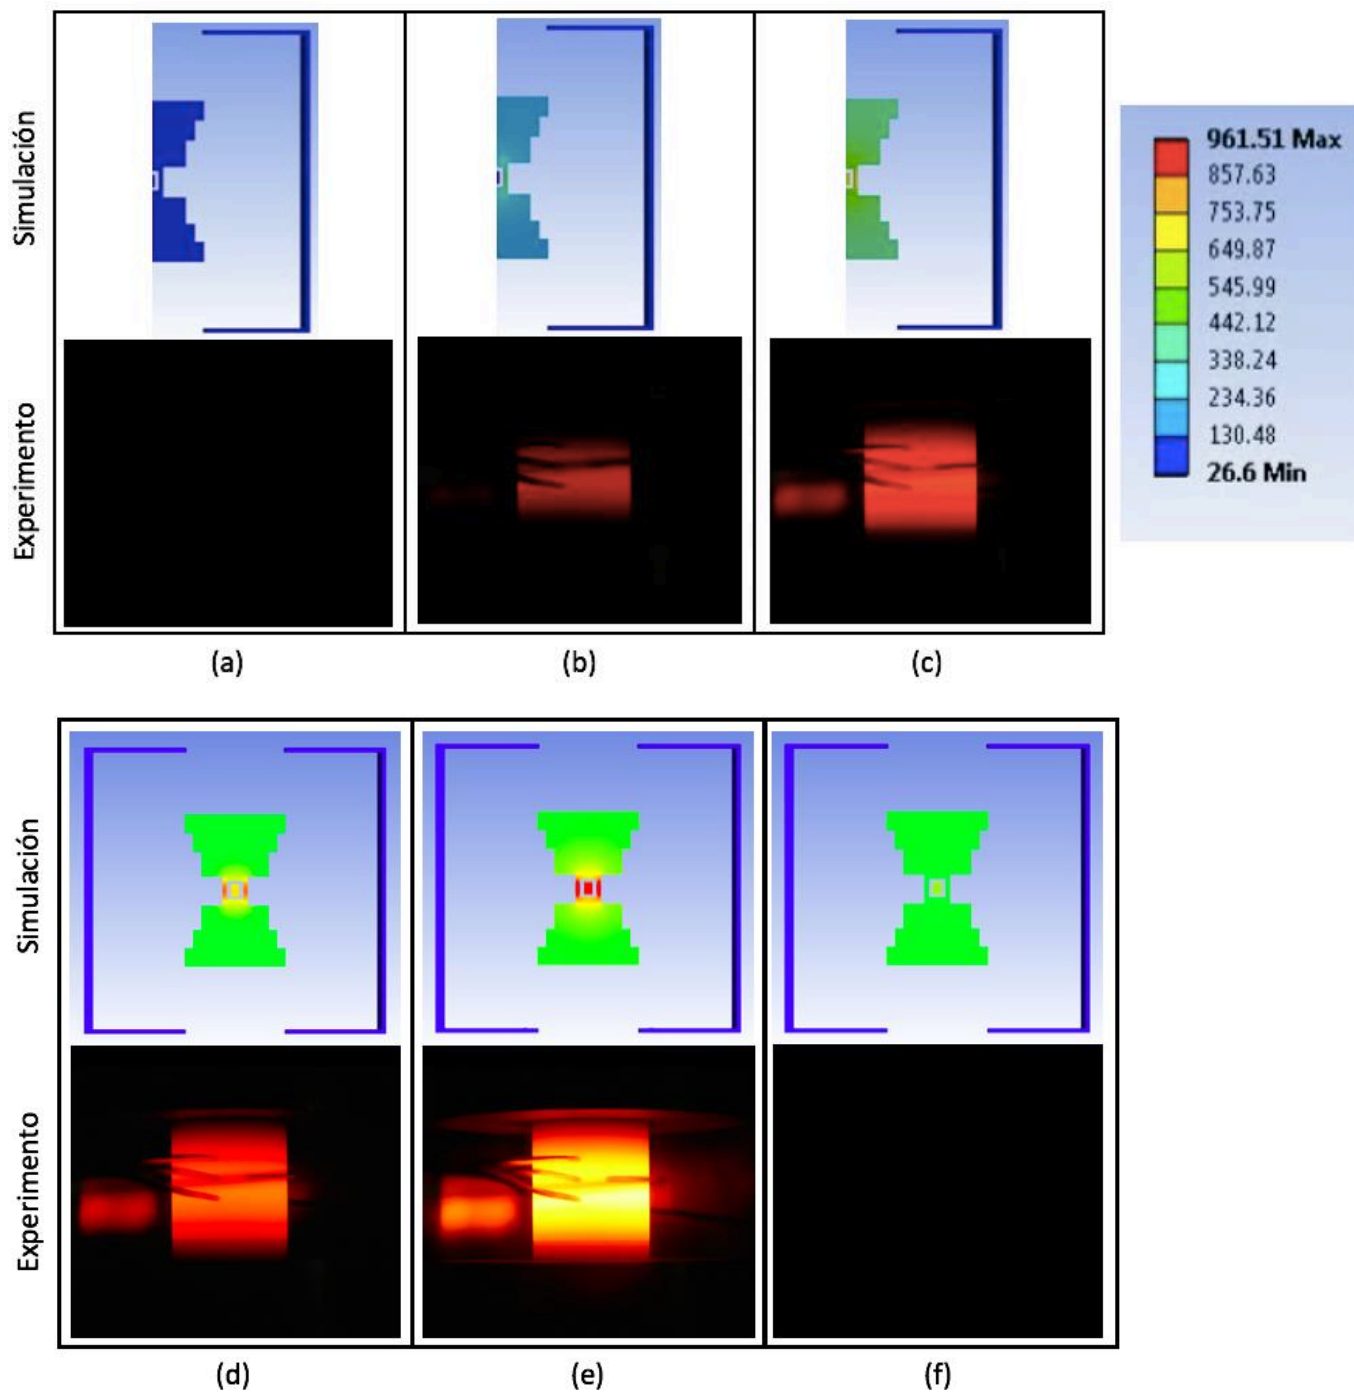 Simulación
Experimento
961.51 Max
857.63
753.75
649.87
545.99
442.12
338.24
234.36
130.48
26.6 Min
(a)
(b)
(c)
Simulación
Experimento
(d)
(e)
(f)